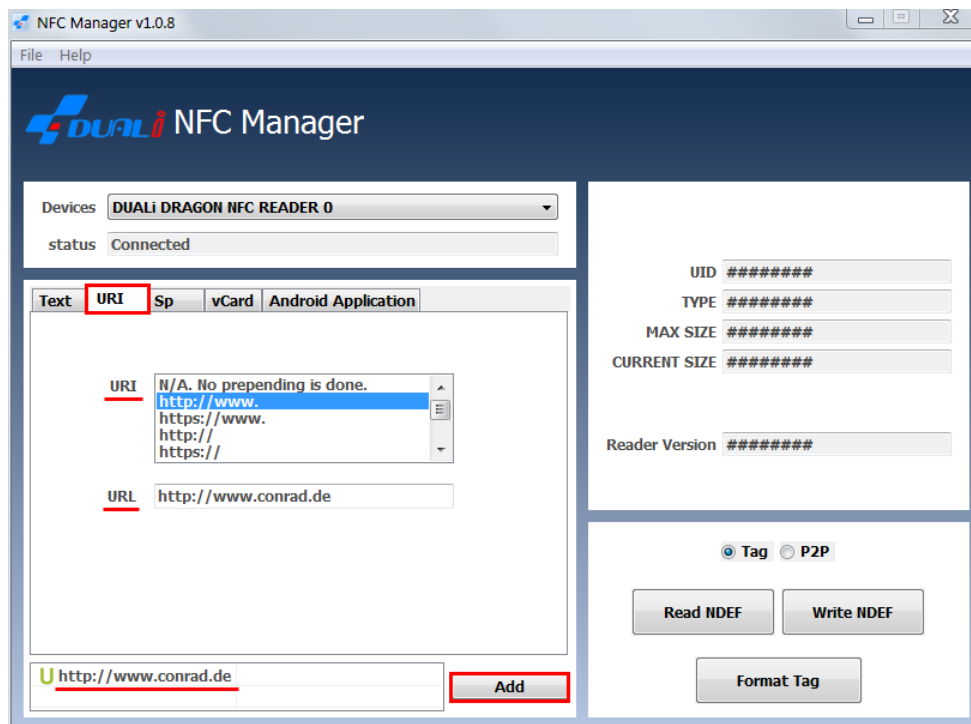 NFC Manager v1.0.8
File Help
DUALi NFC Manager
Devices DUALi DRAGON NFC READER 0
status Connected
Text URI Sp vCard Android Application
URI N/A. No prepending is done.
http://www.
https://www.
http://
https://
URL http://www.conrad.de
U http://www.conrad.de
Add
UID ########
TYPE ########
MAX SIZE ########
CURRENT SIZE ########
Reader Version ########
Tag P2P
Read NDEF Write NDEF
Format Tag